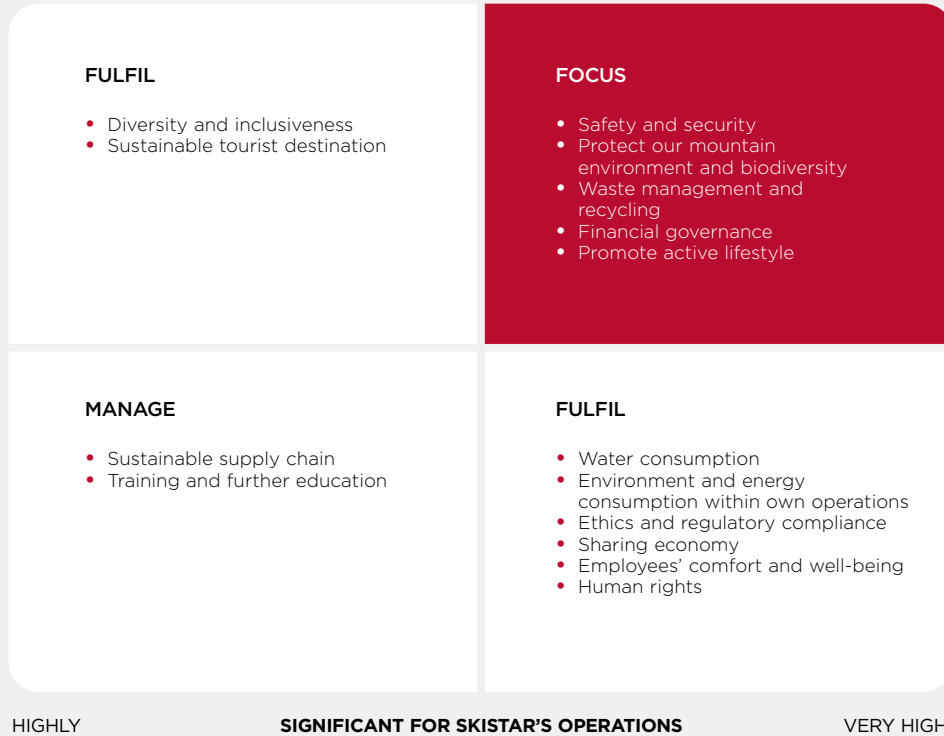 FULFIL
• Diversity and inclusiveness
• Sustainable tourist destination
FOCUS
• Safety and security
• Protect our mountain
environment and biodiversity
• Waste management and
recycling
• Financial governance
• Promote active lifestyle
MANAGE
• Sustainable supply chain
• Training and further education
FULFIL
• Water consumption
• Environment and energy
consumption within own operations
• Ethics and regulatory compliance
• Sharing economy
• Employees’ comfort and well-being
• Human rights
HIGHLY SIGNIFICANT FOR SKISTAR’S OPERATIONS VERY HIGH